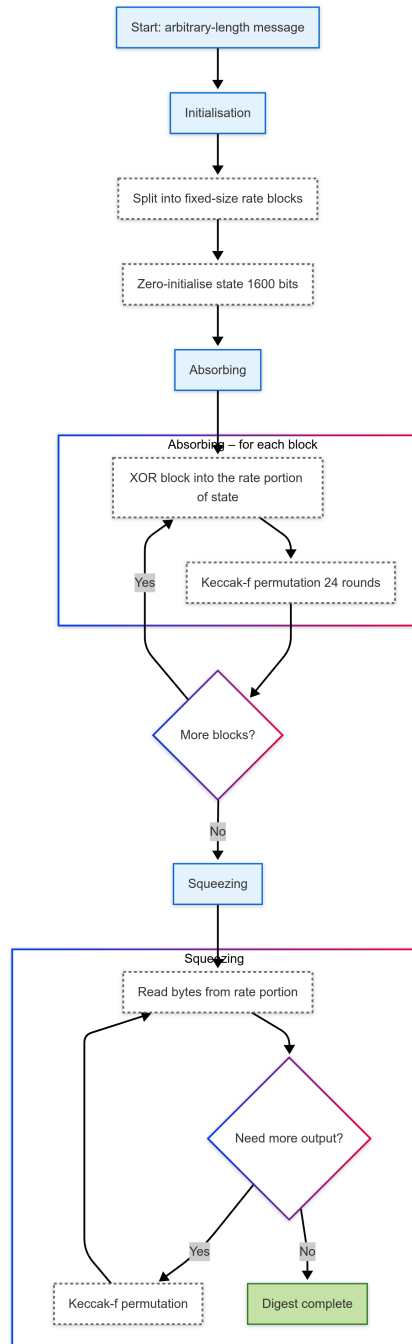 Start: arbitrary-length message
Initialisation
Split into fixed-size rate blocks
Zero-initialise state 1600 bits
Absorbing
Absorbing – for each block
XOR block into the rate portion
of state
Yes
Keccak-f permutation 24 rounds
More blocks?
No
Squeezing
Squeezing
Read bytes from rate portion
Need more output?
Yes
No
Keccak-f permutation
Digest complete